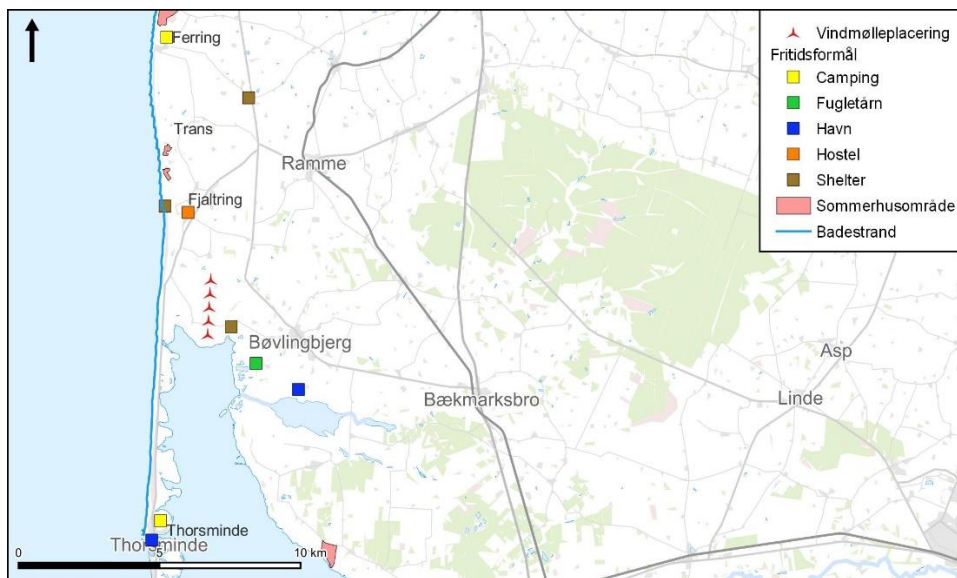 Ferring
Trans
Ramme
Fjaltring
Bøvlingbjerg
Bækmarksbro
Asp
Linde
Thorsminde
Thorsminde
0
5
10 km
Vindmølleplacering
Fritidsformål
Camping
Fugletårn
Havn
Hostel
Shelter
Sommerhusområde
Badestrand